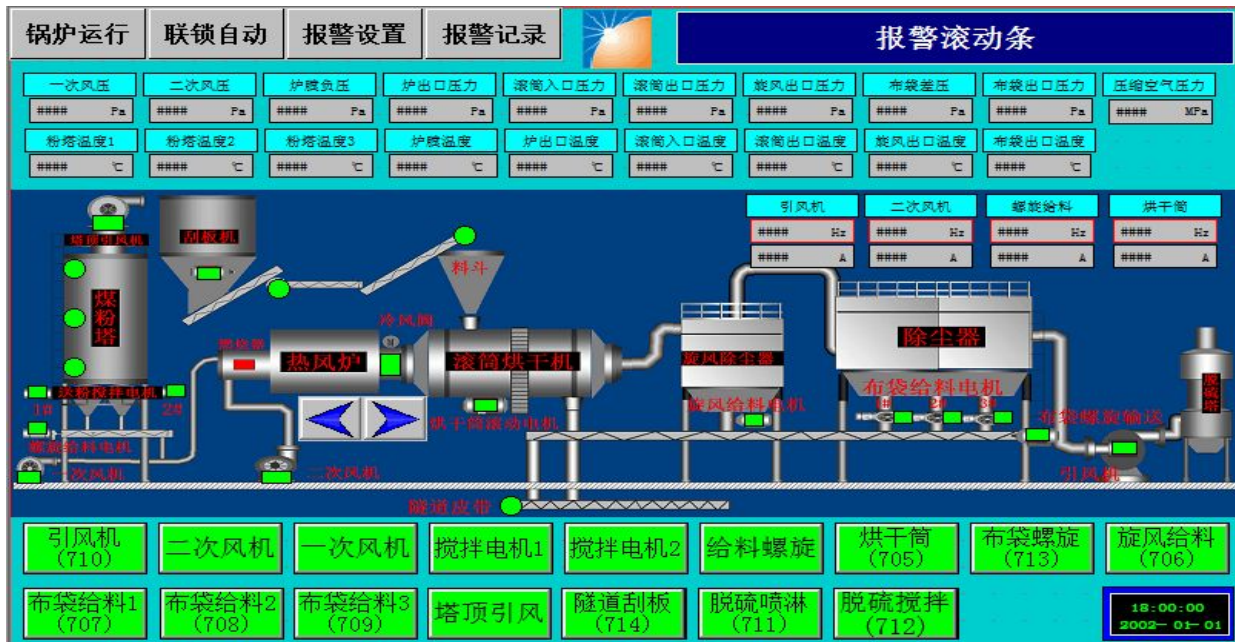 锅炉运行 联锁自动 报警设置 报警记录 报警滚动条
一次风压 二次风压 炉膛负压 炉出口压力 滚筒入口压力 滚筒出口压力 旋风出口压力 布袋差压 布袋出口压力 压缩空气压力
#### Pa #### Pa #### Pa #### Pa #### Pa #### Pa #### Pa #### Pa #### Pa #### MPa
粉塔温度1 粉塔温度2 粉塔温度3 炉膛温度 炉出口温度 滚筒入口温度 滚筒出口温度 旋风出口温度 布袋出口温度
#### ℃ #### ℃ #### ℃ #### ℃ #### ℃ #### ℃ #### ℃ #### ℃ #### ℃
引风机 二次风机 螺旋给料 烘干筒
#### Hz #### Hz #### Hz #### Hz
#### A #### A #### A #### A
塔顶引风机 刮板机
料斗
煤粉塔
冷风阀
M
燃烧器
热风炉 滚筒烘干机 旋风除尘器 除尘器 脱硫塔
送粉搅拌电机
1# 2#
布袋给料电机
1# 2# 3#
旋风给料电机
烘干筒滚动电机 布袋螺旋输送
螺旋给料电机
一次风机 二次风机 引风机
隧道皮带
引风机 二次风机 一次风机 搅拌电机1 搅拌电机2 给料螺旋 烘干筒 布袋螺旋 旋风给料
(710) (705) (713) (706)
布袋给料1 布袋给料2 布袋给料3 塔顶引风 隧道刮板 脱硫喷淋 脱硫搅拌
(707) (708) (709) (714) (711) (712)
18:00:00
2002-01-01